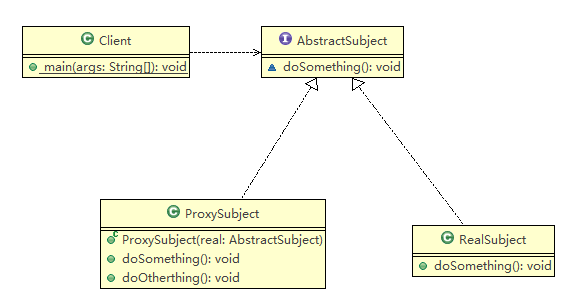 Client
main(args: String[]): void
AbstractSubject
doSomething(): void
ProxySubject
ProxySubject(real: AbstractSubject)
doSomething(): void
doOtherthing(): void
RealSubject
doSomething(): void